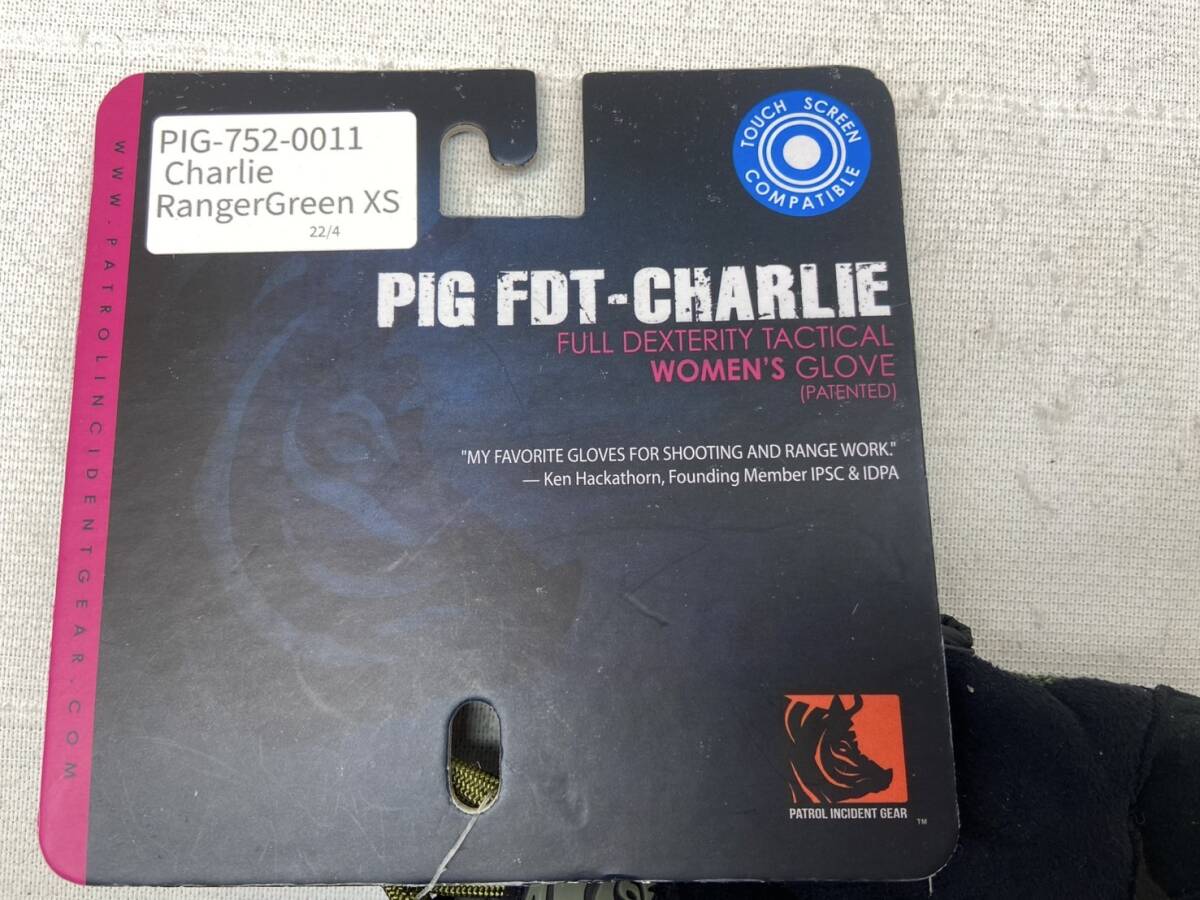 PIG-752-0011
Charlie
RangerGreen XS
22/4
TOUCH SCREEN
COMPATIBLE
PIG FDT-CHARLIE
FULL DEXTERITY TACTICAL
WOMEN'S GLOVE
(PATENTED)
"MY FAVORITE GLOVES FOR SHOOTING AND RANGE WORK."
— Ken Hackathorn, Founding Member IPSC & IDPA
WWW.PATROLINCIDENTGEAR.COM
PATROL INCIDENT GEAR
TM